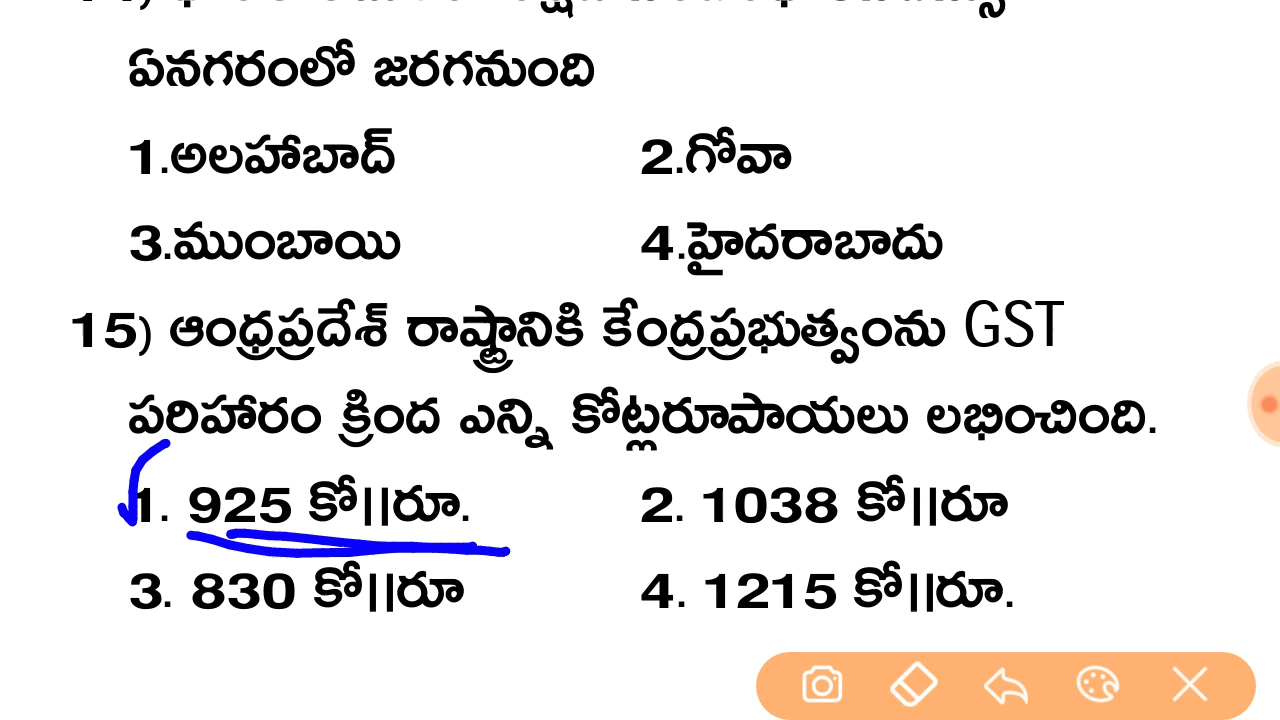 ఏనగరంలో జరగనుంది
1.అలహాబాద్ 2.గోవా
3.ముంబాయి 4.హైదరాబాదు
15) ఆంధ్రప్రదేశ్ రాష్ట్రానికి కేంద్రప్రభుత్వంను GST
పరిహారం క్రింద ఎన్ని కోట్లరూపాయలు లభించింది.
1. 925 కో||రూ. 2. 1038 కో||రూ
3. 830 కో||రూ 4. 1215 కో||రూ.